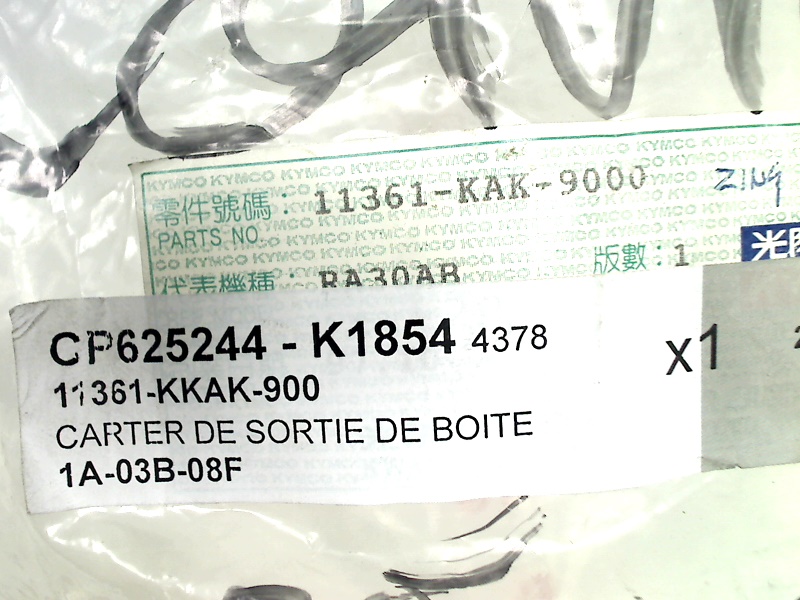 KYMCO KYMCO KYMCO KYMCO KYMCO KYMCO KYMCO KYMCO KYMCO
零件號碼： 11361-KAK-9000 ZING
PARTS NO.
代表機種： RA30AB 版數：1 光陽
CP625244 - K1854 4378 x1
11361-KKAK-900
CARTER DE SORTIE DE BOITE
1A-03B-08F